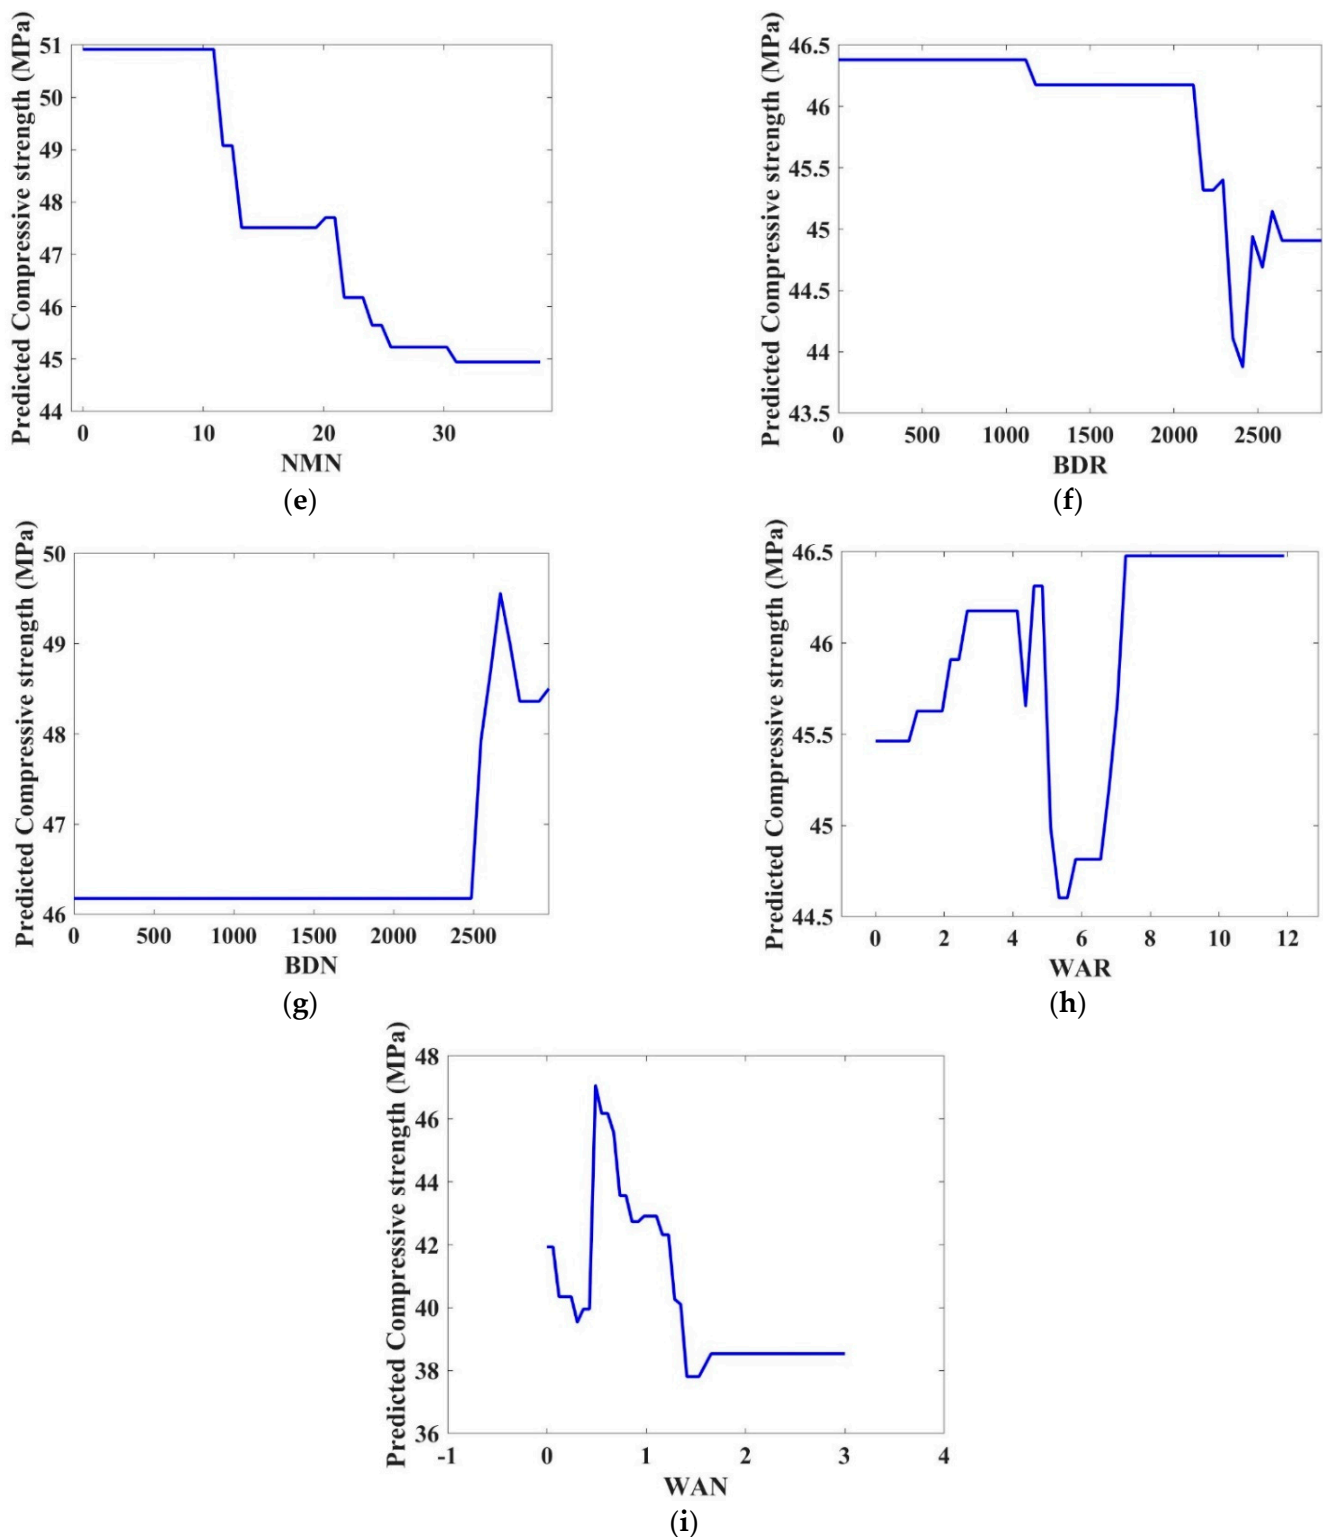 Predicted Compressive strength (MPa)
51
50
49
48
47
46
45
44
0 10 20 30
NMN
(e)
Predicted Compressive strength (MPa)
46.5
46
45.5
45
44.5
44
43.5
0 500 1000 1500 2000 2500
BDR
(f)
Predicted Compressive strength (MPa)
50
49
48
47
46
0 500 1000 1500 2000 2500
BDN
(g)
Predicted Compressive strength (MPa)
46.5
46
45.5
45
44.5
0 2 4 6 8 10 12
WAR
(h)
Predicted Compressive strength (MPa)
48
46
44
42
40
38
36
-1 0 1 2 3 4
WAN
(i)